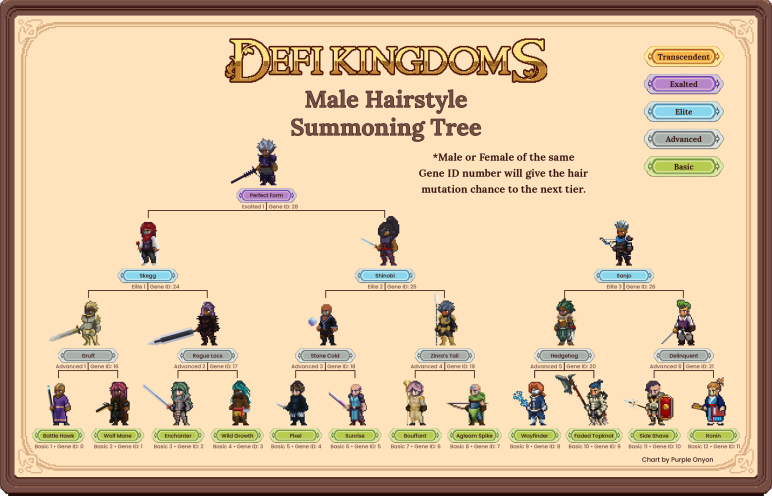 DEFI KINGDOMS
Male Hairstyle
Summoning Tree
Transcendent
Exalted
Elite
Advanced
Basic
*Male or Female of the same
Gene ID number will give the hair
mutation chance to the next tier.
Perfect Form
Exalted 1 | Gene ID: 28
Skegg
Shinobi
Sanjo
Elite 1 | Gene ID: 24
Elite 2 | Gene ID: 25
Elite 3 | Gene ID: 26
Gruff
Rogue Locs
Stone Cold
Zinra's Tail
Hedgehog
Delinquent
Advanced 1 | Gene ID: 16
Advanced 2 | Gene ID: 17
Advanced 3 | Gene ID: 18
Advanced 4 | Gene ID: 19
Advanced 5 | Gene ID: 20
Advanced 6 | Gene ID: 21
Battle Hawk
Wolf Mane
Enchanter
Wild Growth
Pixel
Sunrise
Bouffant
Agleam Spike
Wayfinder
Faded Topknot
Side Shave
Ronin
Basic 1 • Gene ID: 0
Basic 2 • Gene ID: 1
Basic 3 • Gene ID: 2
Basic 4 • Gene ID: 3
Basic 5 • Gene ID: 4
Basic 6 • Gene ID: 5
Basic 7 • Gene ID: 6
Basic 8 • Gene ID: 7
Basic 9 • Gene ID: 8
Basic 10 • Gene ID: 9
Basic 11 • Gene ID: 10
Basic 12 • Gene ID: 11
Chart by Purple Onyon